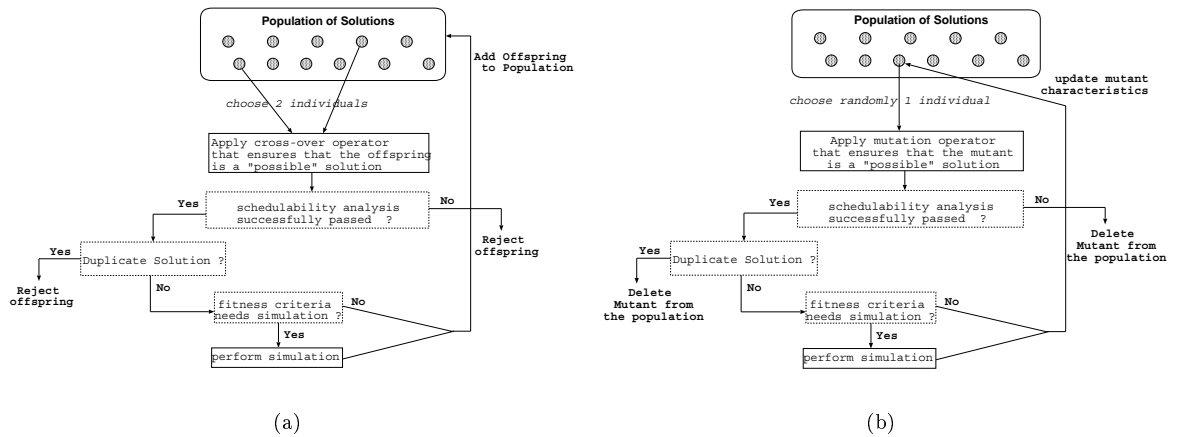 Population of Solutions
Add Offspring
to Population
choose 2 individuals
Apply cross-over operator
that ensures that the offspring
is a "possible" solution
Yes
schedulability analysis
successfully passed ?
No
Reject
offspring
Yes
Duplicate Solution ?
Reject
offspring
No
fitness criteria
needs simulation ?
No
Yes
perform simulation
(a)
Population of Solutions
update mutant
characteristics
choose randomly 1 individual
Apply mutation operator
that ensures that the mutant
is a "possible" solution
Yes
schedulability analysis
successfully passed ?
No
Delete
Mutant from
the population
Yes
Duplicate Solution ?
Delete
Mutant from
the population
No
fitness criteria
needs simulation ?
No
Yes
perform simulation
(b)